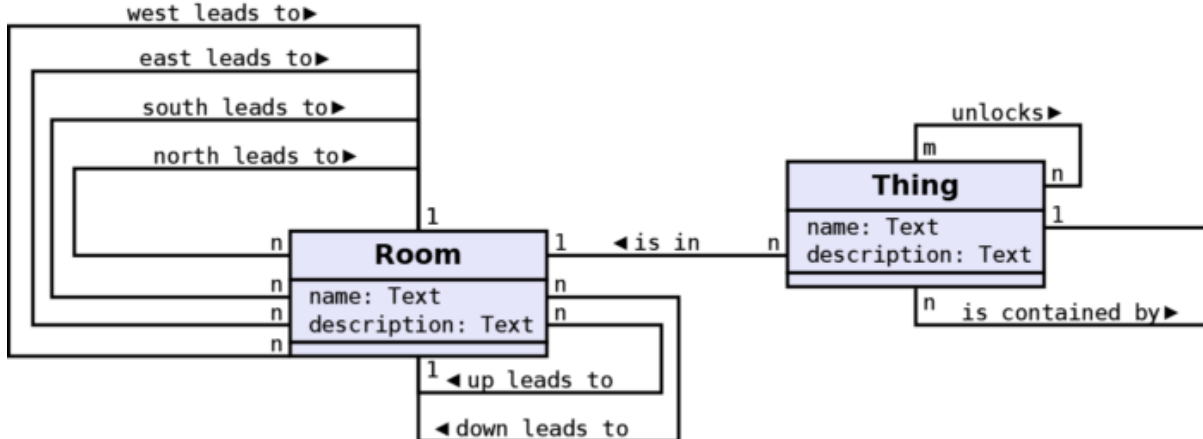 west leads to►
east leads to►
south leads to►
north leads to►
unlocks►
m
n
Thing
1
name: Text
description: Text
n
is contained by►
1
n
Room
1
◄is in
n
name: Text
description: Text
n
n
n
n
n
1
◄up leads to
◄down leads to